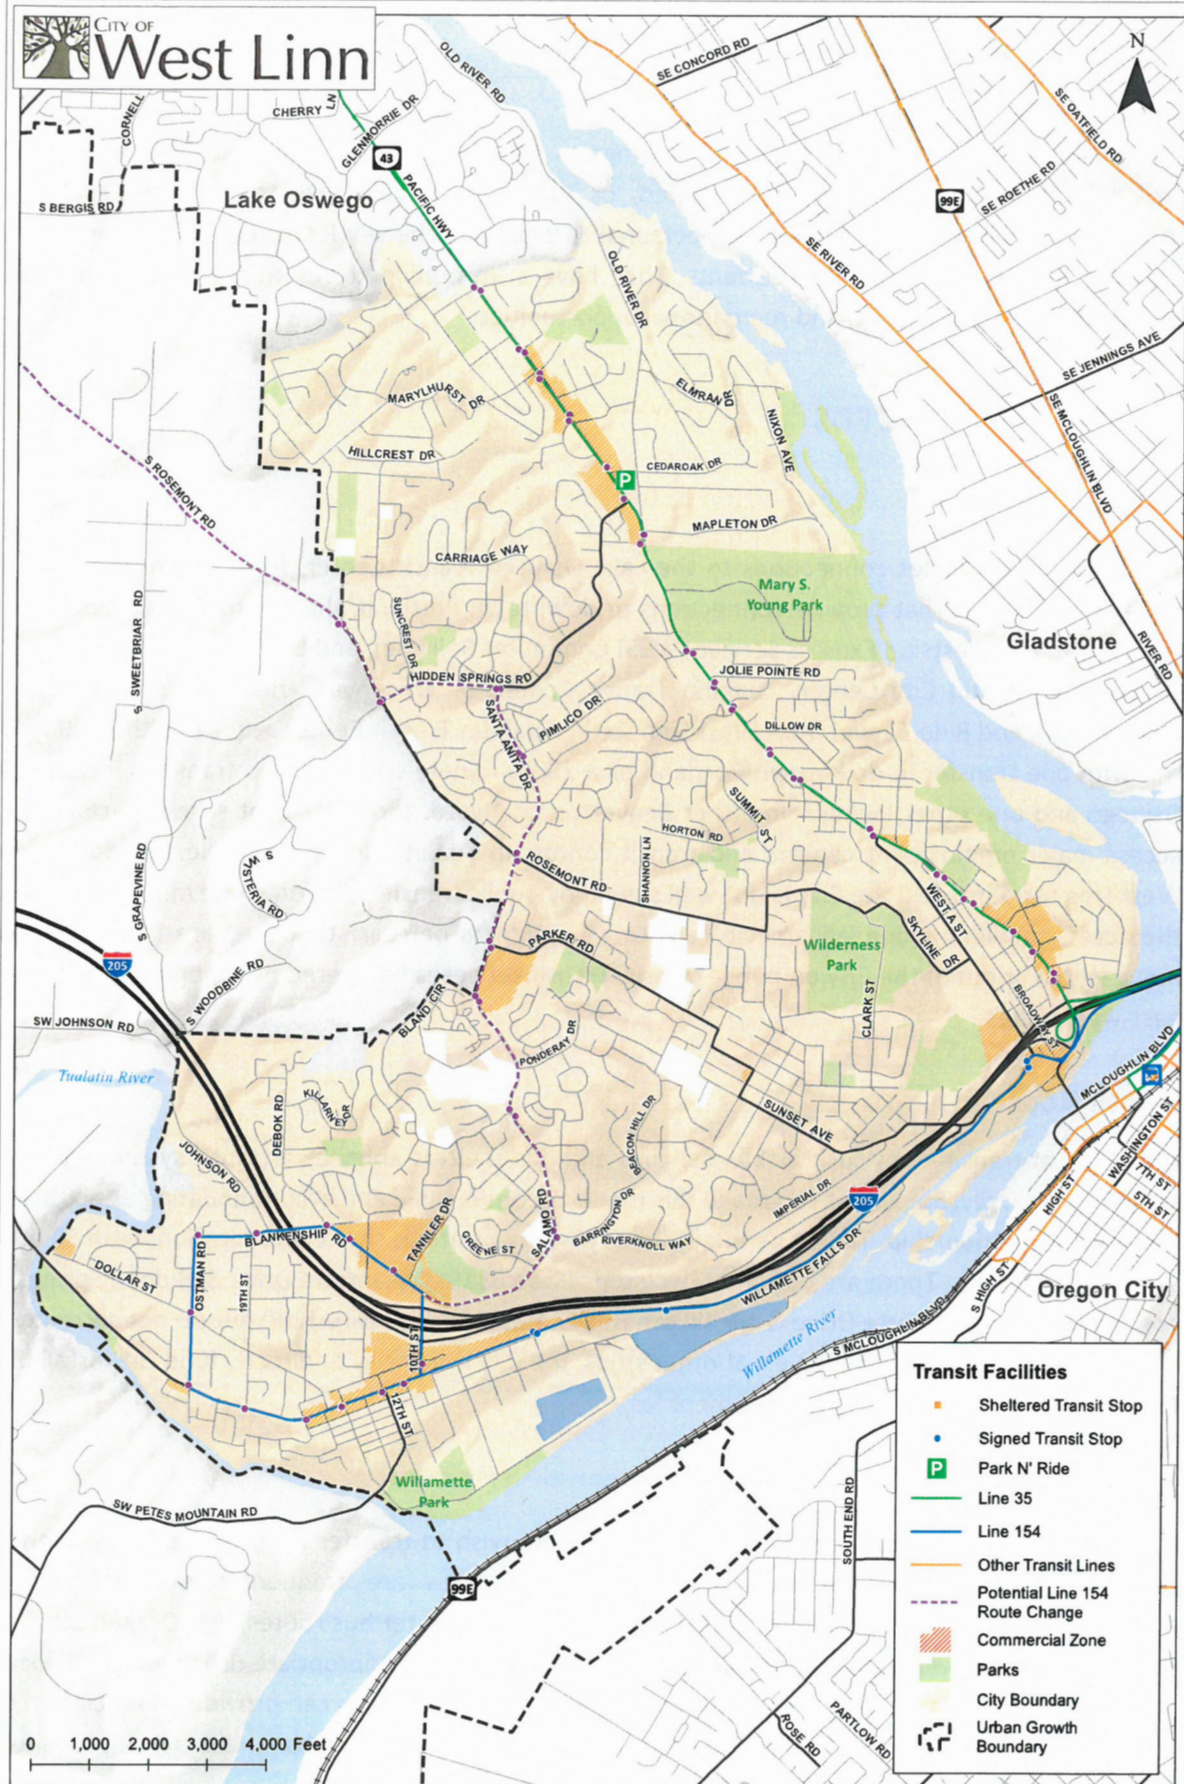 CITY OF
West Linn
N
OLD RIVER RD
SE CONCORD RD
SE OATFIELD RD
CORNELL
CHERRY LN
GLENMORRIE DR
43
PACIFIC HWY
Lake Oswego
S BERGIS RD
99E
SE ROETHE RD
SE RIVER RD
OLD RIVER DR
SE JENNINGS AVE
MARYLHURST DR
ELMRAN DR
NIXON AVE
SE MCLOUGHLIN BLVD
HILLCREST DR
CEDAROAK DR
P
S ROSEMONT RD
MAPLETON DR
CARRIAGE WAY
Mary S.
Young Park
SUNCREST DR
S SWEETBRIAR RD
Gladstone
RIVER RD
HIDDEN SPRINGS RD
JOLIE POINTE RD
SANTA ANITA DR
PIMLICO DR
DILLOW DR
SUMMIT ST
HORTON RD
S WISTERIA RD
S GRAPEVINE RD
ROSEMONT RD
SHANNON LN
WEST A ST
SKYLINE DR
PARKER RD
Wilderness
Park
205
S WOODBINE RD
BLAND CIR
CLARK ST
BROADWAY ST
SW JOHNSON RD
PONDERAY DR
MCLOUGHLIN BLVD
Tualatin River
KILLARNEY DR
DEBOK RD
SUNSET AVE
BEACON HILL DR
WASHINGTON ST
JOHNSON RD
7TH ST
5TH ST
HIGH ST
IMPERIAL DR
205
TANNLER DR
SALAMO RD
BARRINGTON DR
RIVERKNOLL WAY
GREENE ST
BLANKENSHIP RD
OSTMAN RD
DOLLAR ST
19TH ST
WILLAMETTE FALLS DR
S HIGH ST
Oregon City
S MCLOUGHLIN BLVD
Willamette River
10TH ST
12TH ST
Willamette
Park
SW PETES MOUNTAIN RD
SOUTH END RD
99E
ROSE RD
PARTLOW RD
Transit Facilities
Sheltered Transit Stop
Signed Transit Stop
P Park N' Ride
Line 35
Line 154
Other Transit Lines
Potential Line 154
Route Change
Commercial Zone
Parks
City Boundary
Urban Growth
Boundary
0 1,000 2,000 3,000 4,000 Feet